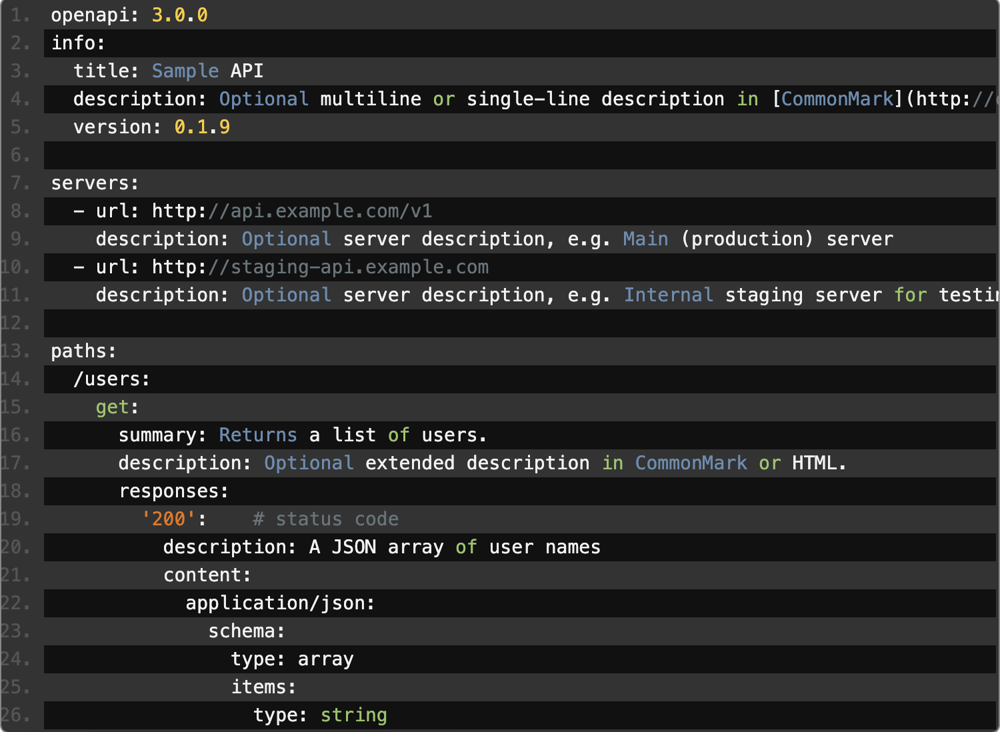 1. openapi: 3.0.0
2. info:
3.   title: Sample API
4.   description: Optional multiline or single-line description in [CommonMark](http://
5.   version: 0.1.9
6.
7. servers:
8.   - url: http://api.example.com/v1
9.     description: Optional server description, e.g. Main (production) server
10.   - url: http://staging-api.example.com
11.     description: Optional server description, e.g. Internal staging server for
12.
13. paths:
14.   /users:
15.     get:
16.       summary: Returns a list of users.
17.       description: Optional extended description in CommonMark or HTML.
18.       responses:
19.         '200':    # status code
20.           description: A JSON array of user names
21.           content:
22.             application/json:
23.               schema:
24.                 type: array
25.                 items:
26.                   type: string